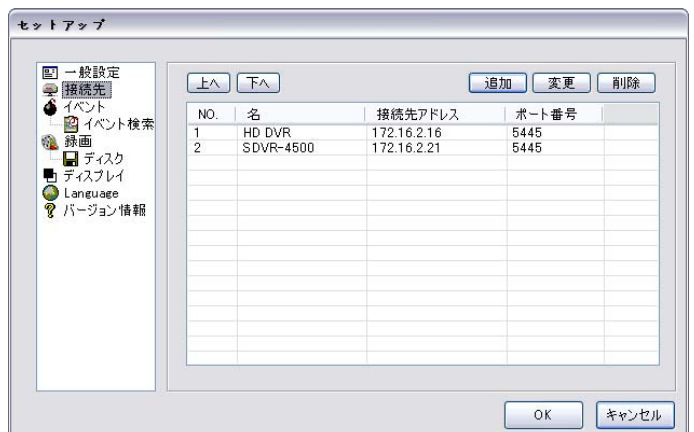 セットアップ
一般設定
接続先
イベント
イベント検索
録画
ディスク
ディスプレイ
Language
バージョン情報
上へ 下へ 追加 変更 削除
NO. 名 接続先アドレス ポート番号
1 HD DVR 172.16.2.16 5445
2 SDVR-4500 172.16.2.21 5445
OK キャンセル